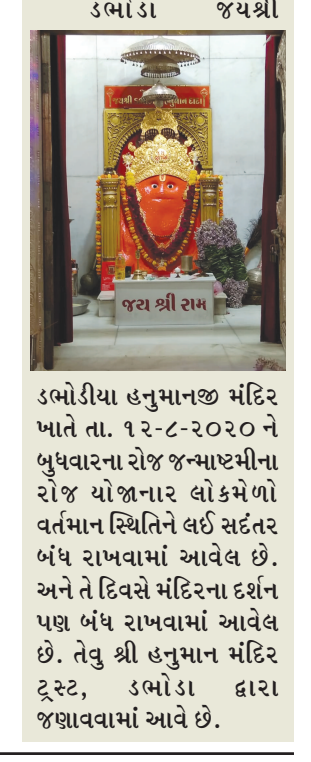 ડભોડા જયશ્રી
જય શ્રી રામ
ડભોડીયા હનુમાનજી મંદિર
ખાતે તા. ૧૨-૮-૨૦૨૦ ને
બુધવારના રોજ જન્માષ્ટમીના
રોજ યોજાનાર લોકમેળો
વર્તમાન સ્થિતિને લઈ સદંતર
બંધ રાખવામાં આવેલ છે.
અને તે દિવસે મંદિરના દર્શન
પણ બંધ રાખવામાં આવેલ
છે. તેવુ શ્રી હનુમાન મંદિર
ટ્રસ્ટ, ડભોડા દ્વારા
જણાવવામાં આવે છે.